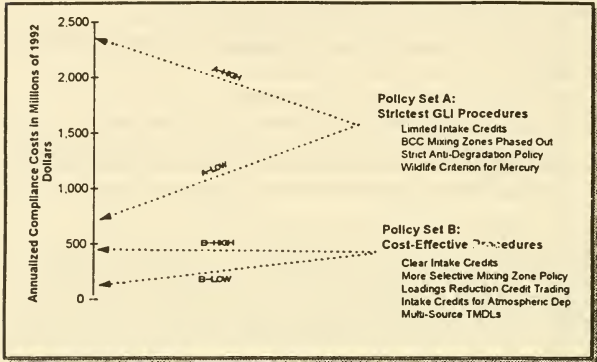 Annualized Compliance Costs in Millions of 1992
Dollars
2.500
2.000
1,500
1,000
500
0
A-HIGH
A-LOW
B-HIGH
B-LOW
Policy Set A:
Strictest GLI Procedures
Limited Intake Credits
BCC Mixing Zones Phased Out
Strict Anti-Degradation Policy
Wildlife Criterion for Mercury
Policy Set B:
Cost-Effective Procedures
Clear Intake Credits
More Selective Mixing Zone Policy
Loadings Reduction Credit Trading
Intake Credits for Atmospheric Dep
Multi-Source TMDLs